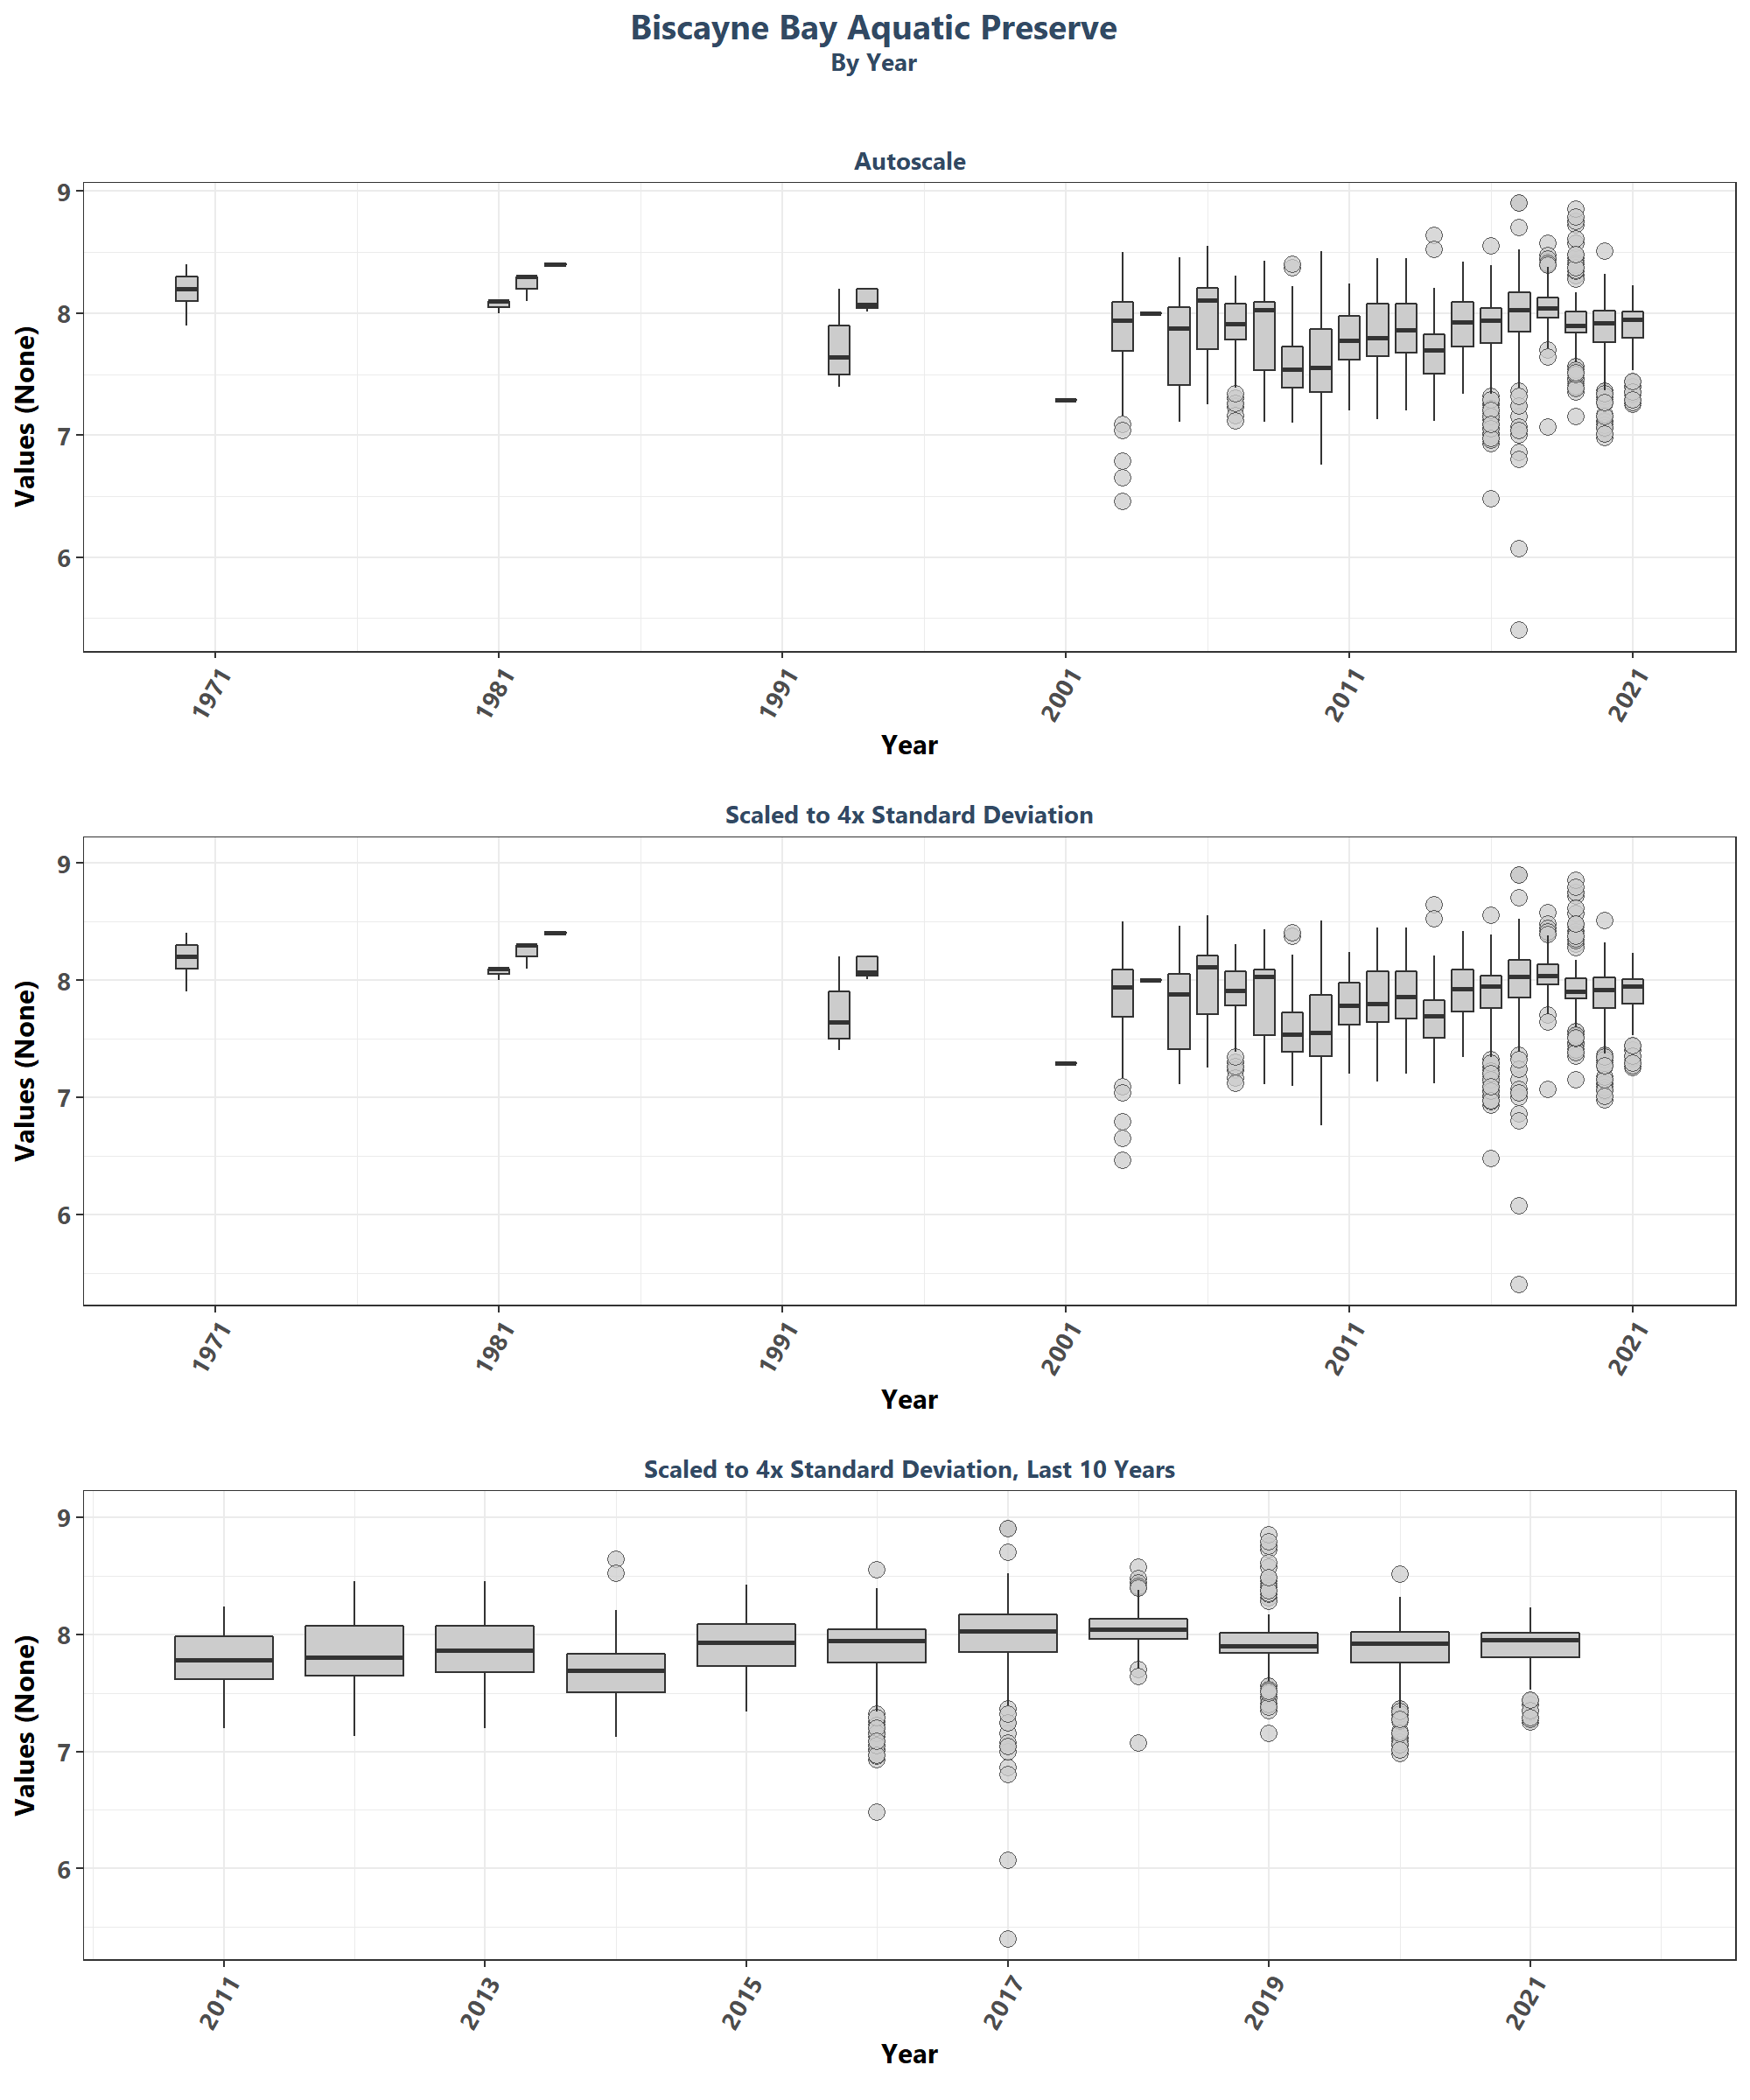 Biscayne Bay Aquatic Preserve
By Year
Autoscale
9
8
7
6
Values (None)
1971 1981 1991 2001 2011 2021
Year
Scaled to 4x Standard Deviation
9
8
7
6
Values (None)
1971 1981 1991 2001 2011 2021
Year
Scaled to 4x Standard Deviation, Last 10 Years
9
8
7
6
Values (None)
2011 2013 2015 2017 2019 2021
Year